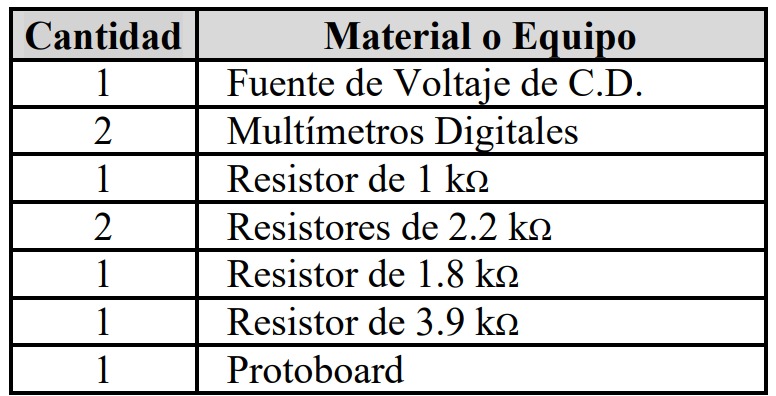 Cantidad Material o Equipo
1 Fuente de Voltaje de C.D.
2 Multímetros Digitales
1 Resistor de 1 kΩ
2 Resistores de 2.2 kΩ
1 Resistor de 1.8 kΩ
1 Resistor de 3.9 kΩ
1 Protoboard